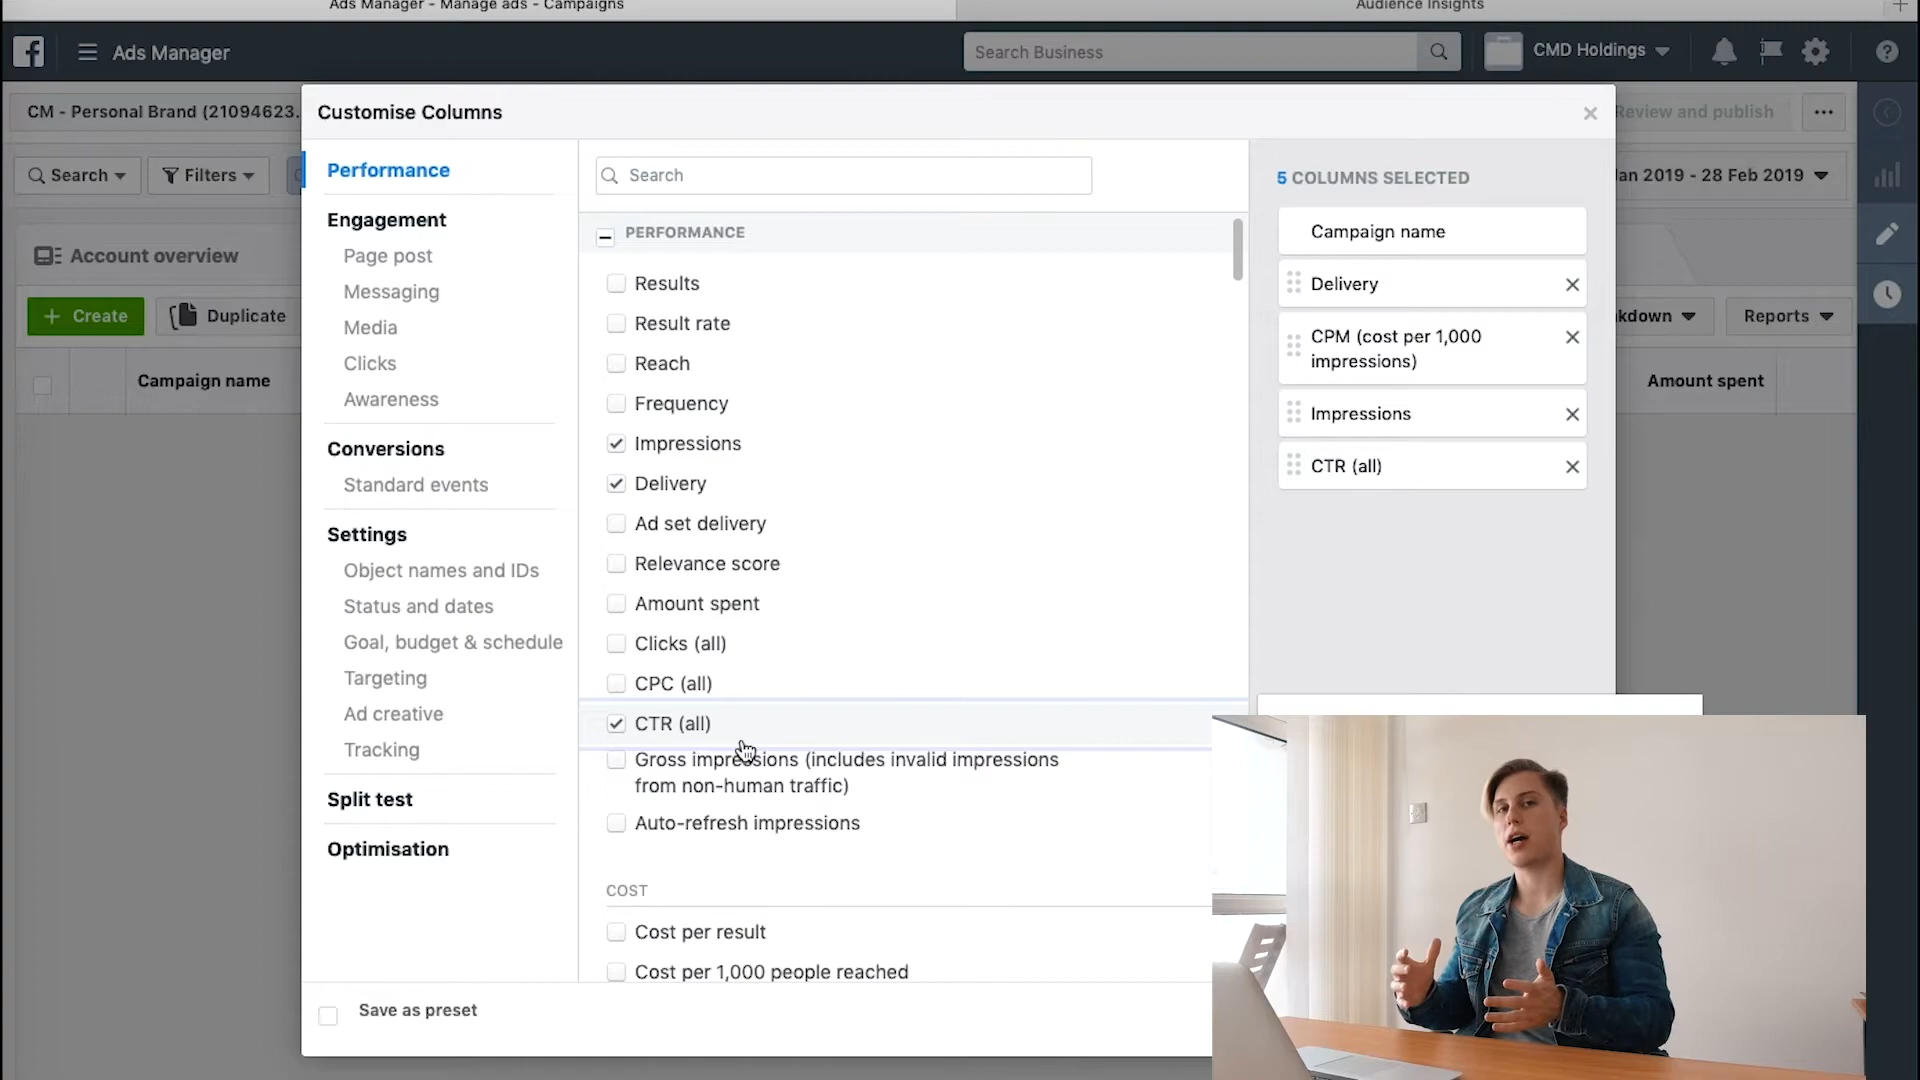 Ads Manager - Manage ads - Campaigns
Audience Insights
Ads Manager
Search Business
CMD Holdings
CM - Personal Brand (21094623.
Customise Columns
Review and publish
Search
Filters
an 2019 - 28 Feb 2019
Account overview
Create
Duplicate
kdown
Reports
Campaign name
Amount spent
Performance
Engagement
Page post
Messaging
Media
Clicks
Awareness
Conversions
Standard events
Settings
Object names and IDs
Status and dates
Goal, budget & schedule
Targeting
Ad creative
Tracking
Split test
Optimisation
Search
PERFORMANCE
Results
Result rate
Reach
Frequency
Impressions
Delivery
Ad set delivery
Relevance score
Amount spent
Clicks (all)
CPC (all)
CTR (all)
Gross impressions (includes invalid impressions
from non-human traffic)
Auto-refresh impressions
COST
Cost per result
Cost per 1,000 people reached
5 COLUMNS SELECTED
Campaign name
Delivery
CPM (cost per 1,000
impressions)
Impressions
CTR (all)
Save as preset